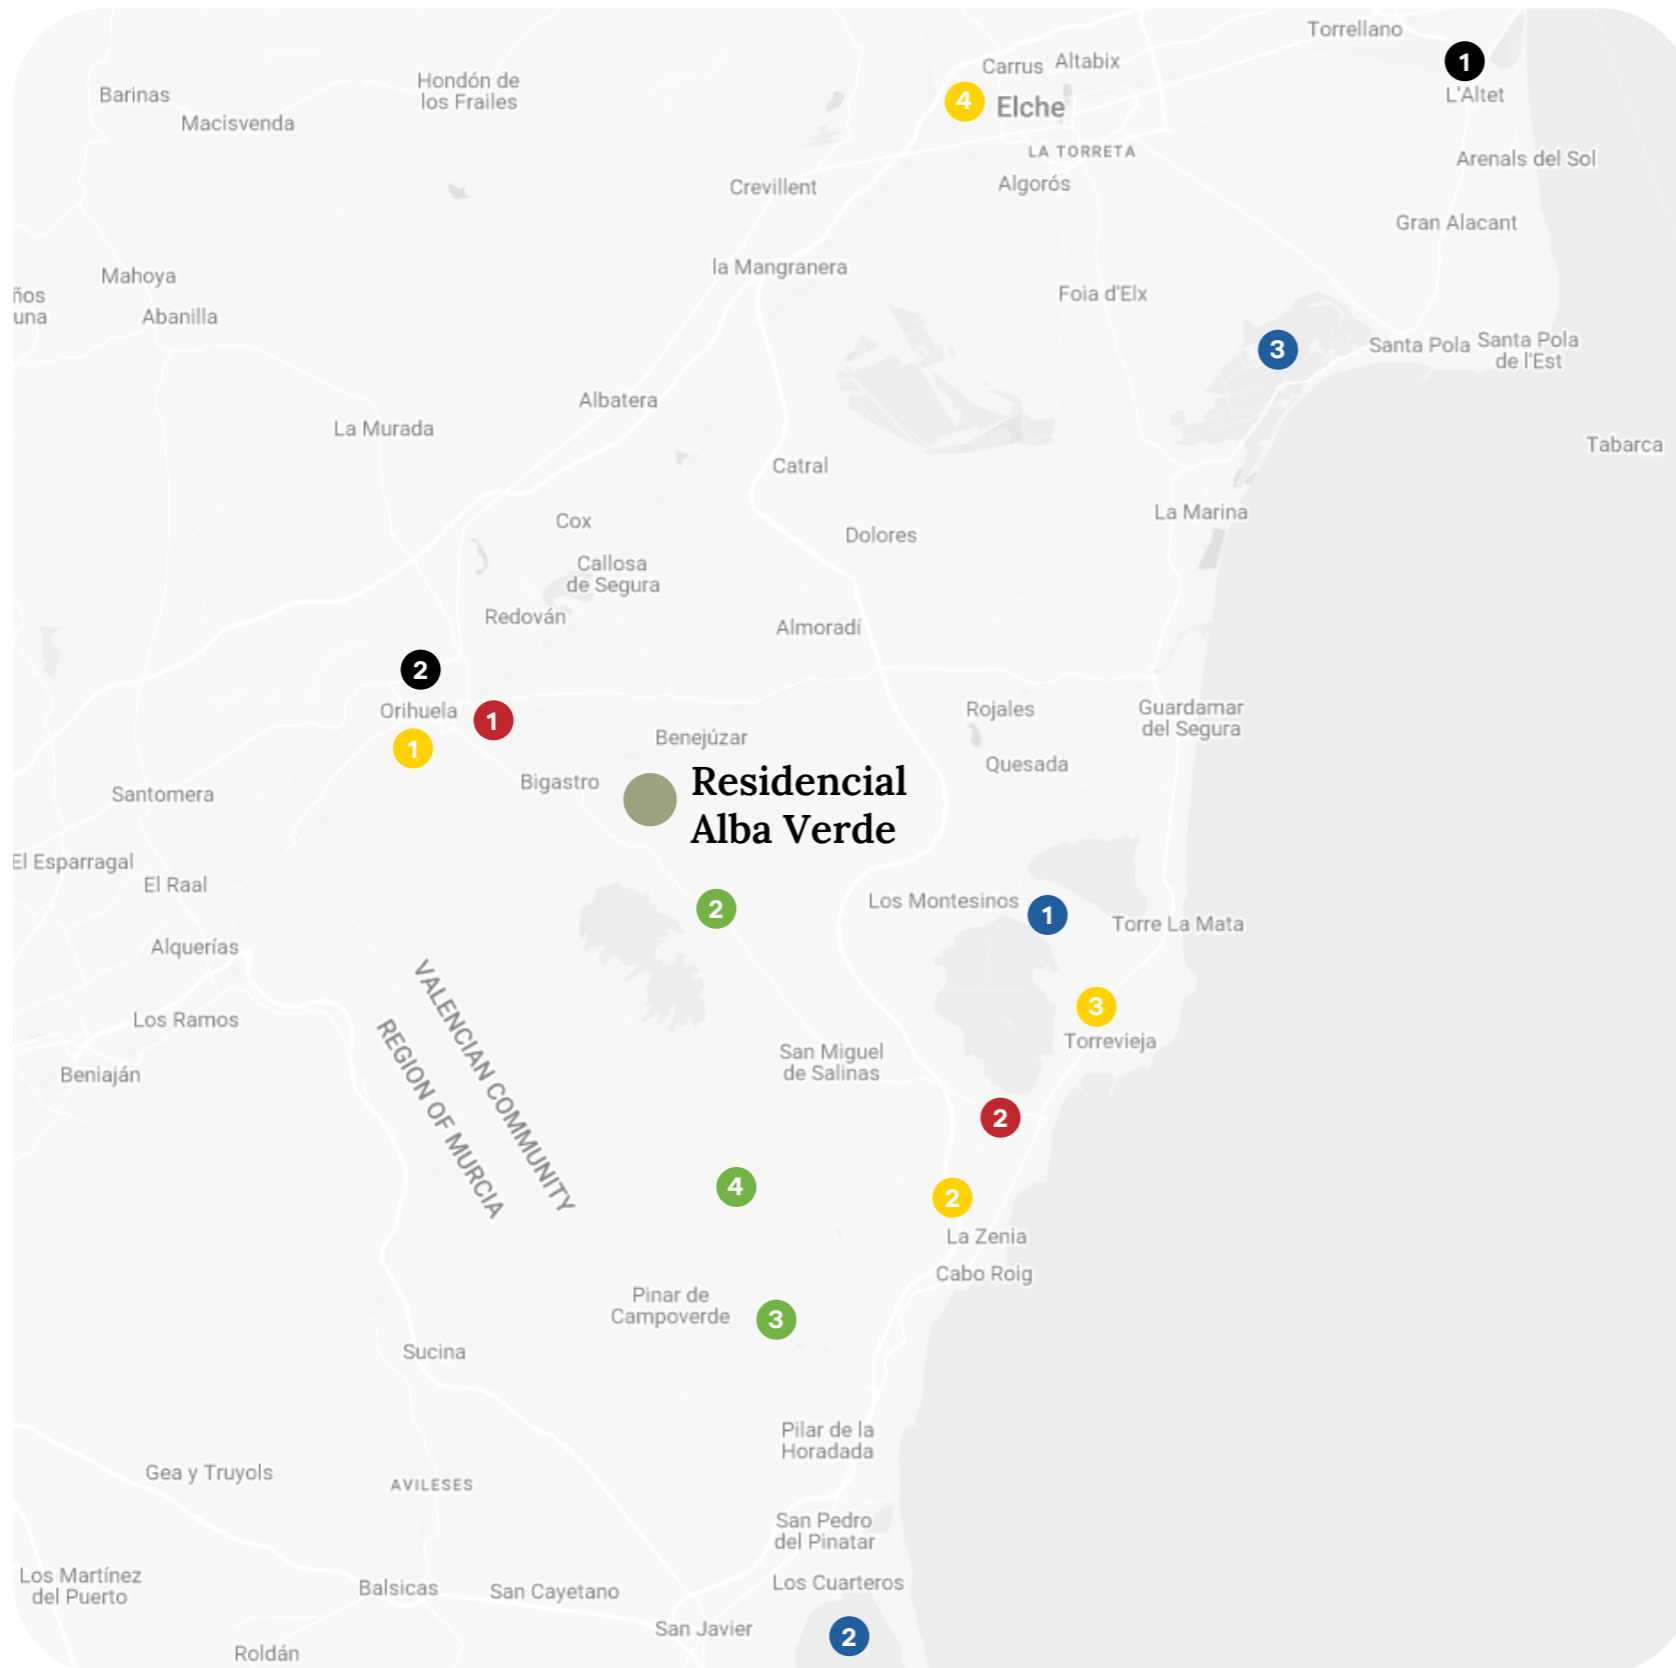 Torrellano
1
L'Altet
Carrus
Altabix
4
Elche
Barinas
Hondón de
los Frailes
Macisvenda
LA TORRETA
Arenals del Sol
Crevillent
Algorós
Gran Alacant
la Mangranera
Mahoya
Foia d'Elx
ños
una
Abanilla
3
Santa Pola
Santa Pola
de l'Est
Albatera
La Murada
Tabarca
Catral
La Marina
Cox
Dolores
Callosa
de Segura
Redován
Almoradí
2
Orihuela
1
1
Rojales
Guardamar
del Segura
Benejúzar
Quesada
Bigastro
Residencial
Alba Verde
Santomera
El Esparragal
El Raal
2
Los Montesinos
1
Torre La Mata
Alquerías
VALENCIAN COMMUNITY
REGION OF MURCIA
3
Torrevieja
Los Ramos
San Miguel
de Salinas
Beniaján
2
4
2
La Zenia
Cabo Roig
Pinar de
Campoverde
3
Sucina
Pilar de la
Horadada
Gea y Truyols
AVILESES
San Pedro
del Pinatar
Los Martínez
del Puerto
Balsicas
San Cayetano
Los Cuarteros
San Javier
2
Roldán